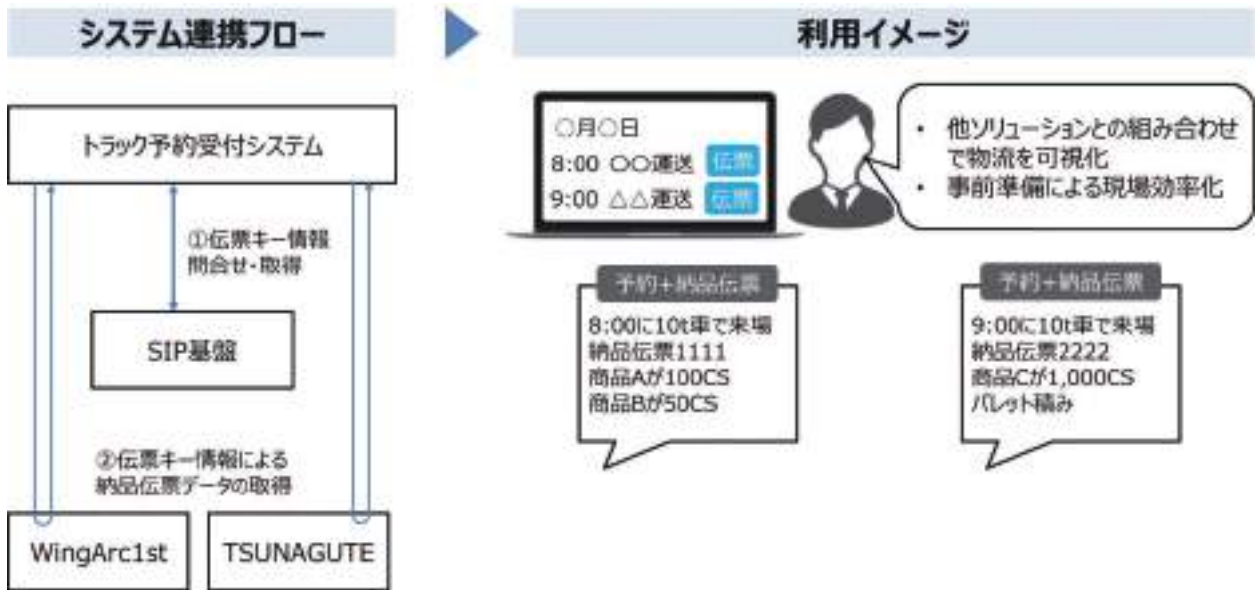 システム連携フロー
トラック予約受付システム
①伝票キー情報
問合せ・取得
SIP基盤
②伝票キー情報による
納品伝票データの取得
WingArc1st
TSUNAGUTE
利用イメージ
○月○日
8:00 〇〇運送 伝票
9:00 △△運送 伝票
• 他ソリューションとの組み合わせ
で物流を可視化
• 事前準備による現場効率化
予約+納品伝票
8:00に10t車で来場
納品伝票1111
商品Aが100CS
商品Bが50CS
予約+納品伝票
9:00に10t車で来場
納品伝票2222
商品Cが1,000CS
パレット積み